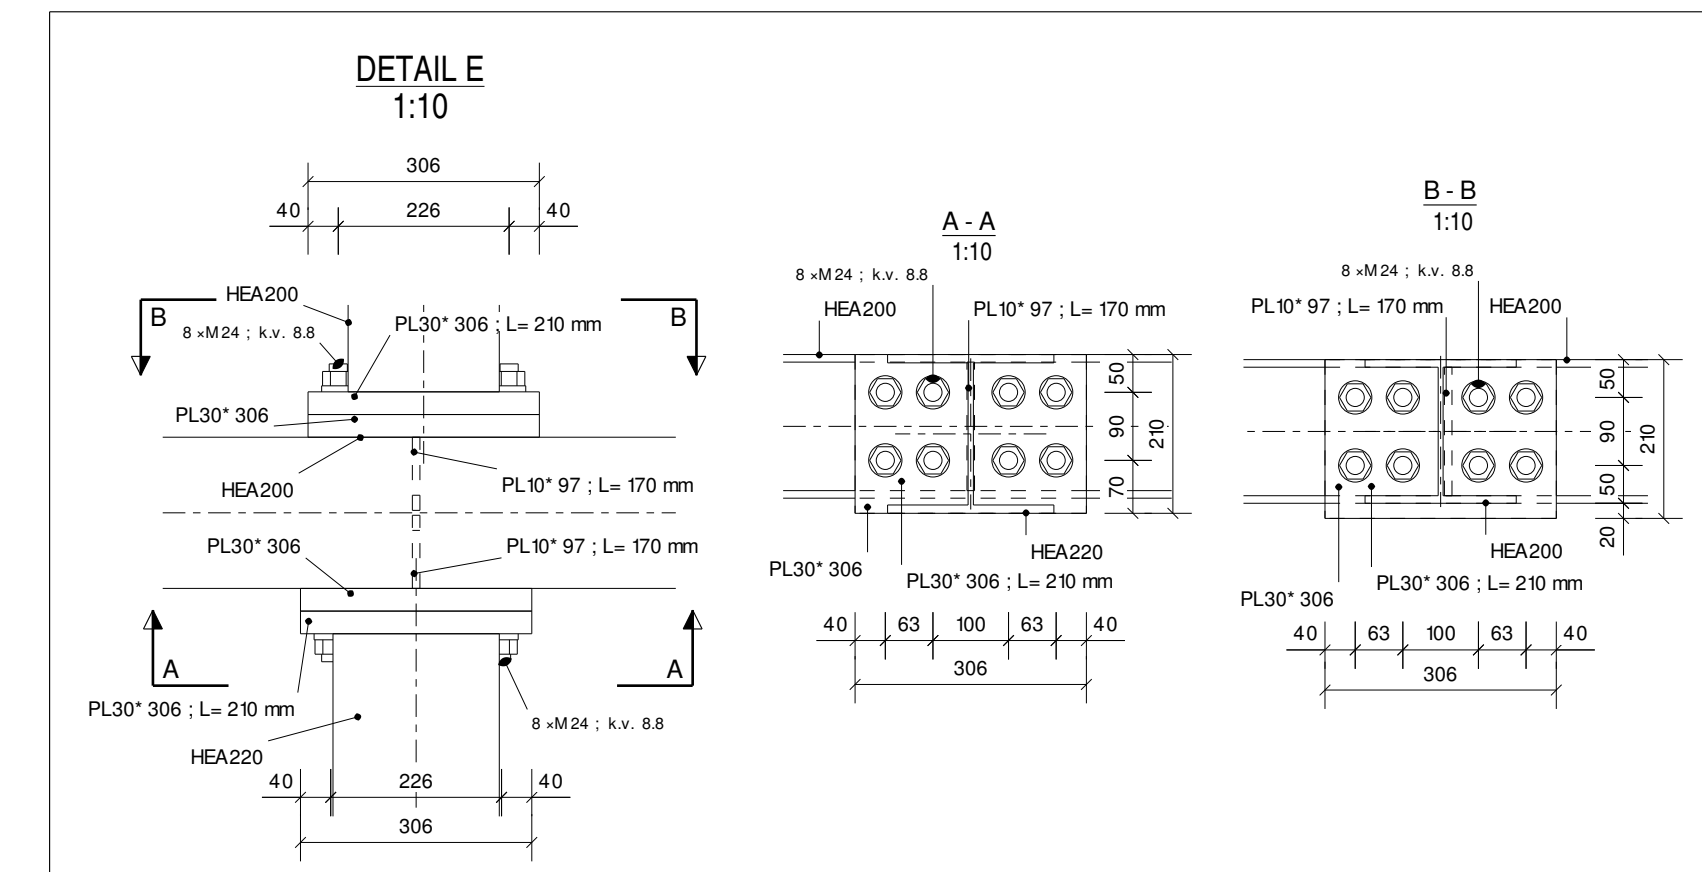 DETAIL E
1:10
306
40 226 40
HEA200
B B
8 ×M24 ; k.v. 8.8
PL30* 306 ; L= 210 mm
PL30* 306
HEA200
PL10* 97 ; L= 170 mm
PL30* 306
PL10* 97 ; L= 170 mm
A A
PL30* 306 ; L= 210 mm
8 ×M24 ; k.v. 8.8
HEA220
40 226 40
306
A - A
1:10
8 ×M24 ; k.v. 8.8
HEA200
PL10* 97 ; L= 170 mm
50
90
210
70
HEA220
PL30* 306
PL30* 306 ; L= 210 mm
40 63 100 63 40
306
B - B
1:10
8 ×M24 ; k.v. 8.8
PL10* 97 ; L= 170 mm
HEA200
50
90
210
50
20
HEA200
PL30* 306 ; L= 210 mm
PL30* 306
40 63 100 63 40
306